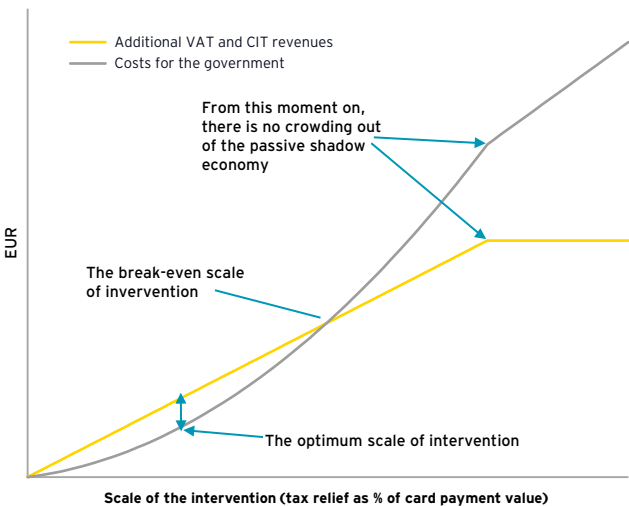 Additional VAT and CIT revenues
Costs for the government
From this moment on,
there is no crowding out
of the passive shadow
economy
EUR
The break-even scale
of invervention
The optimum scale of intervention
Scale of the intervention (tax relief as % of card payment value)